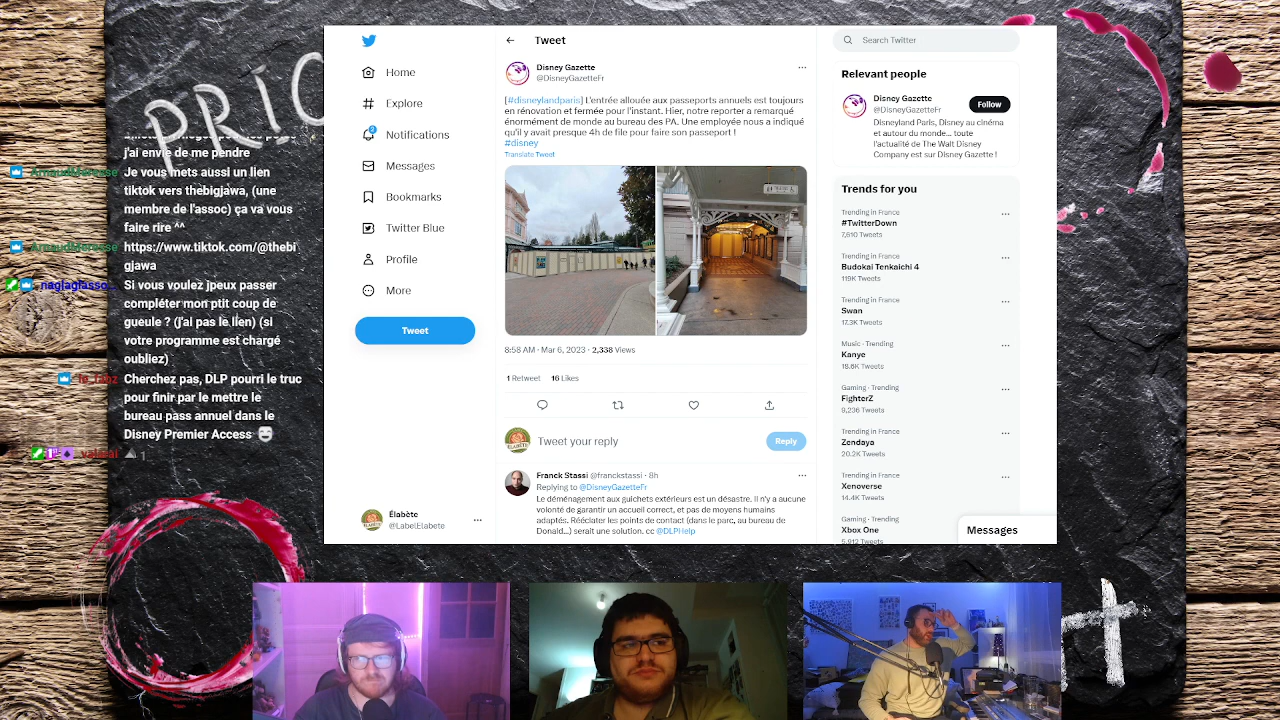 PRIC
j'ai envie de me pendre
Je vous mets aussi un lien
tiktok vers thebigjawa, (une
membre de l'assoc) ça va vous
faire rire ^^
https://www.tiktok.com/@thebi
gjawa
Si vous voulez jpeux passer
compléter mon ptit coup de
gueule ? (j'ai pas le lien) (si
votre programme est chargé
oubliez)
Cherchez pas, DLP pourri le truc
pour finir par le mettre le
bureau pass annuel dans le
Disney Premier Access
1
Home
Explore
2
Notifications
Messages
Bookmarks
Twitter Blue
Profile
More
Tweet
Élabète
@LabelElabete
Tweet
Disney Gazette
@DisneyGazetteFr
[#disneylandparis] L'entrée allouée aux passeports annuels est toujours
en rénovation et fermée pour l'instant. Hier, notre reporter a remarqué
énormément de monde au bureau des PA. Une employée nous a indiqué
qu'il y avait presque 4h de file pour faire son passeport !
#disney
Translate Tweet
8:58 AM · Mar 6, 2023 · 2,338 Views
1 Retweet 16 Likes
Tweet your reply
Reply
Franck Stassi @franckstassi · 8h
Replying to @DisneyGazetteFr
Le déménagement aux guichets extérieurs est un désastre. Il n'y a aucune
volonté de garantir un accueil correct, et pas de moyens humains
adaptés. Rééclater les points de contact (dans le parc, au bureau de
Donald...) serait une solution. cc @DLPHelp
Search Twitter
Relevant people
Disney Gazette
@DisneyGazetteFr
Follow
Disneyland Paris, Disney au cinéma
et autour du monde... toute
l'actualité de The Walt Disney
Company est sur Disney Gazette !
Trends for you
Trending in France
#TwitterDown
7,610 Tweets
Trending in France
Budokai Tenkaichi 4
119K Tweets
Trending in France
Swan
17.3K Tweets
Music · Trending
Kanye
18.8K Tweets
Gaming · Trending
FighterZ
9,236 Tweets
Trending in France
Zendaya
20.2K Tweets
Trending in France
Xenoverse
14.4K Tweets
Gaming · Trending
Xbox One
5,912 Tweets
Messages